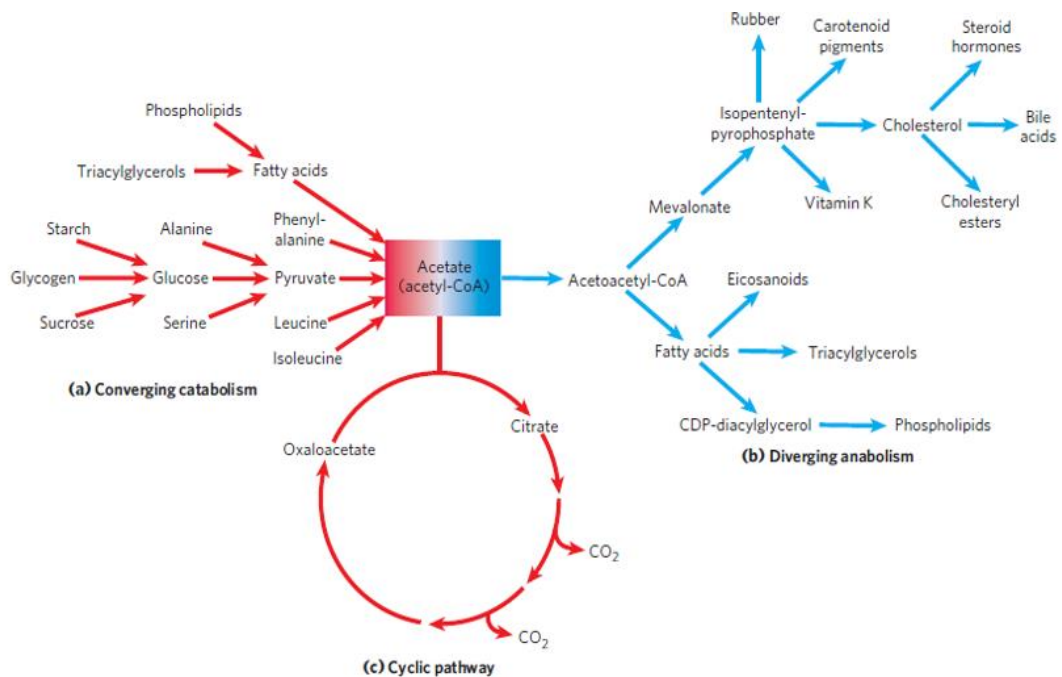 Rubber
Carotenoid
pigments
Steroid
hormones
Phospholipids
Isopentenyl-
pyrophosphate
Cholesterol
Bile
acids
Triacylglycerols
Fatty acids
Mevalonate
Vitamin K
Cholesteryl
esters
Starch
Alanine
Phenyl-
alanine
Glycogen
Glucose
Pyruvate
Acetate
(acetyl-CoA)
Acetoacetyl-CoA
Eicosanoids
Sucrose
Serine
Leucine
Isoleucine
Fatty acids
Triacylglycerols
(a) Converging catabolism
CDP-diacylglycerol
Phospholipids
(b) Diverging anabolism
Oxaloacetate
Citrate
CO2
CO2
(c) Cyclic pathway